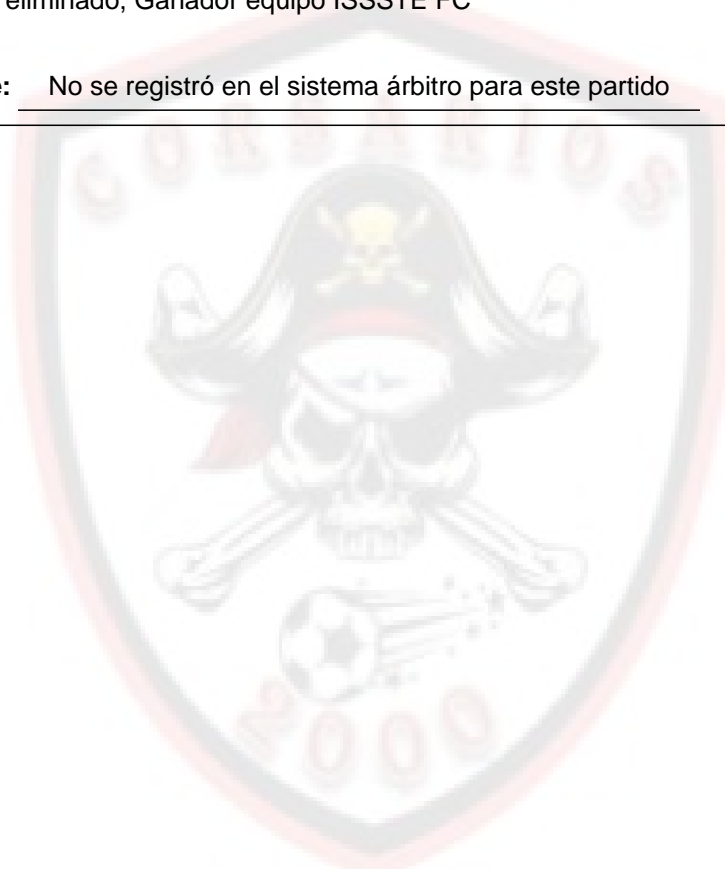 eliminado, Ganador equipo ISSSTE FC
: No se registró en el sistema árbitro para este partido
CORSARIOS
2000